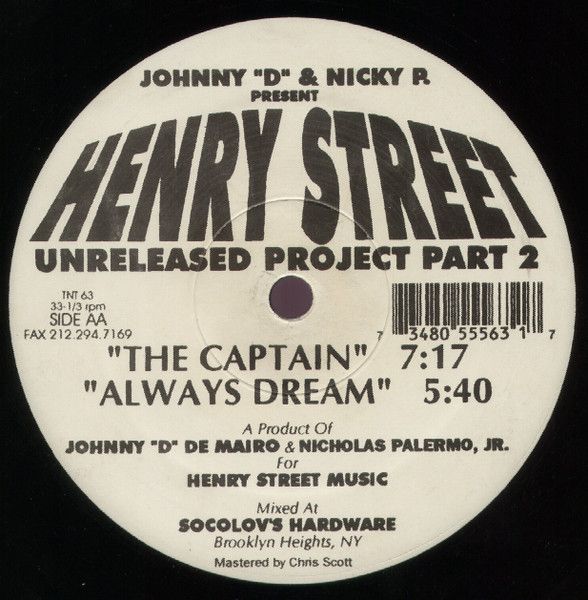 JOHNNY "D" & NICKY P.
PRESENT
HENRY STREET
UNRELEASED PROJECT PART 2
TNT 63
33-1/3 rpm
SIDE AA
FAX 212.294.7169
7 3480 55563 1 7
"THE CAPTAIN" 7:17
"ALWAYS DREAM" 5:40
A Product Of
JOHNNY "D" DE MAIRO & NICHOLAS PALERMO, JR.
For
HENRY STREET MUSIC
Mixed At
SOCOLOV'S HARDWARE
Brooklyn Heights, NY
Mastered by Chris Scott